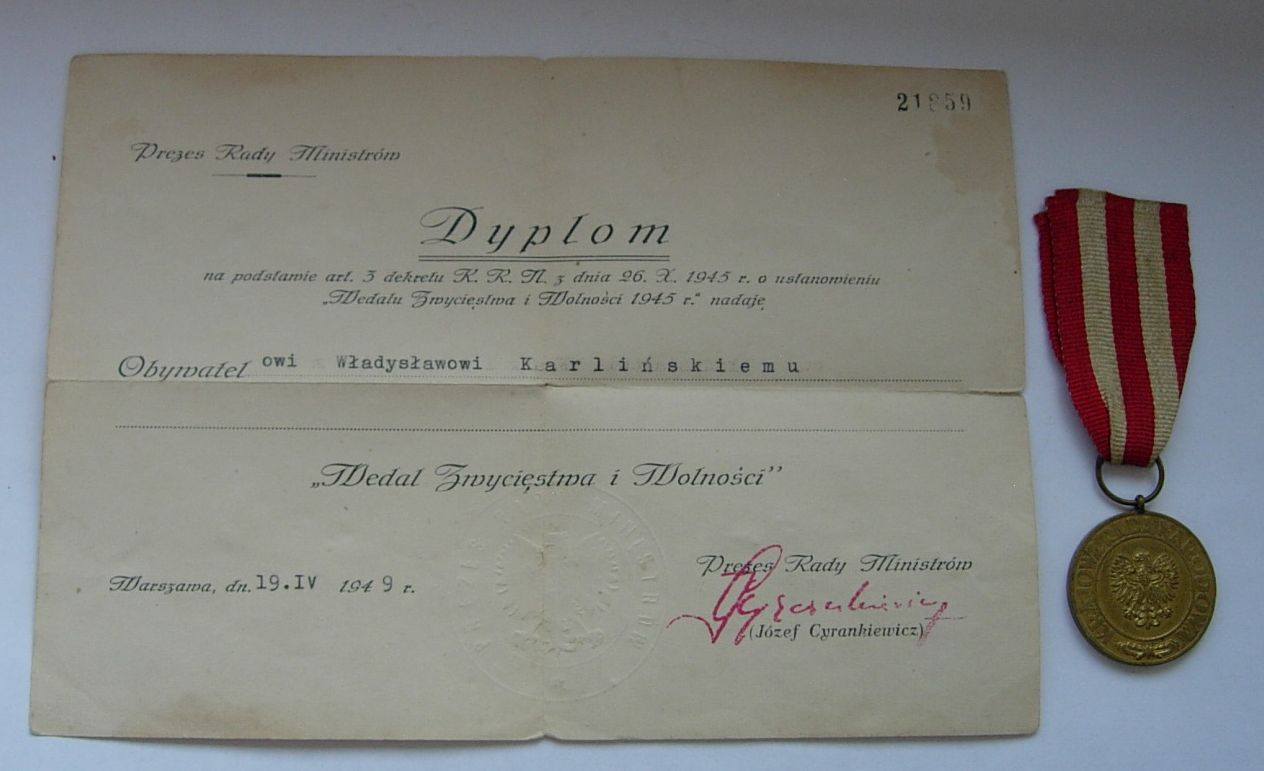 21859
Prezes Rady Ministrów
Dyplom
na podstawie art. 3 dekretu K. R. N. z dnia 26. X. 1945 r. o ustanowieniu
„Medalu Zwycięstwa i Wolności 1945 r.” nadaję
Obywatelowi Władysławowi Karlińskiemu
„Medal Zwycięstwa i Wolności”
Warszawa, dn. 19.IV 1949 r.
Prezes Rady Ministrów
(Józef Cyrankiewicz)